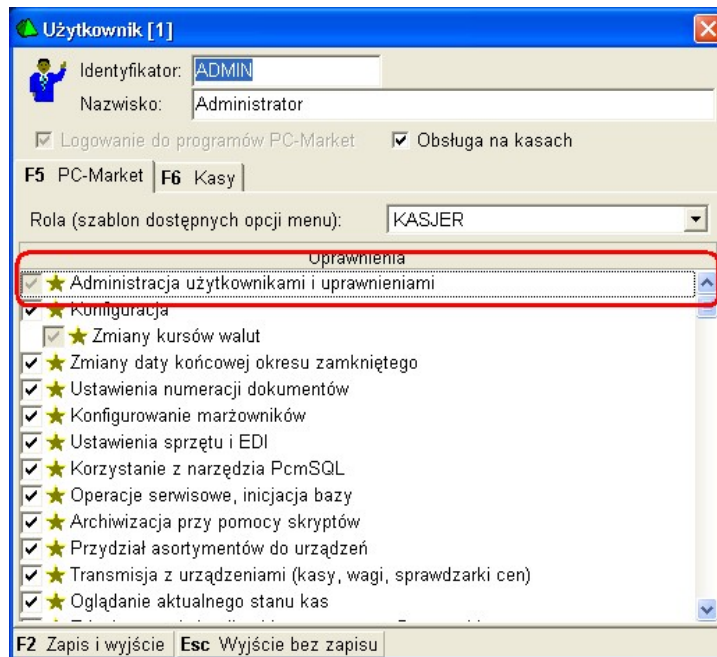 Użytkownik [1]
Identyfikator: ADMIN
Nazwisko: Administrator
Logowanie do programów PC-Market Obsługa na kasach
F5 PC-Market F6 Kasy
Rola (szablon dostępnych opcji menu): KASJER
Uprawnienia
Administracja użytkownikami i uprawnieniami
Konfiguracja
Zmiany kursów walut
Zmiany daty końcowej okresu zamkniętego
Ustawienia numeracji dokumentów
Konfigurowanie marżowników
Ustawienia sprzętu i EDI
Korzystanie z narzędzia PcmSQL
Operacje serwisowe, inicjacja bazy
Archiwizacja przy pomocy skryptów
Przydział asortymentów do urządzeń
Transmisja z urządzeniami (kasy, wagi, sprawdzarki cen)
Oglądanie aktualnego stanu kas
F2 Zapis i wyjście Esc Wyjście bez zapisu